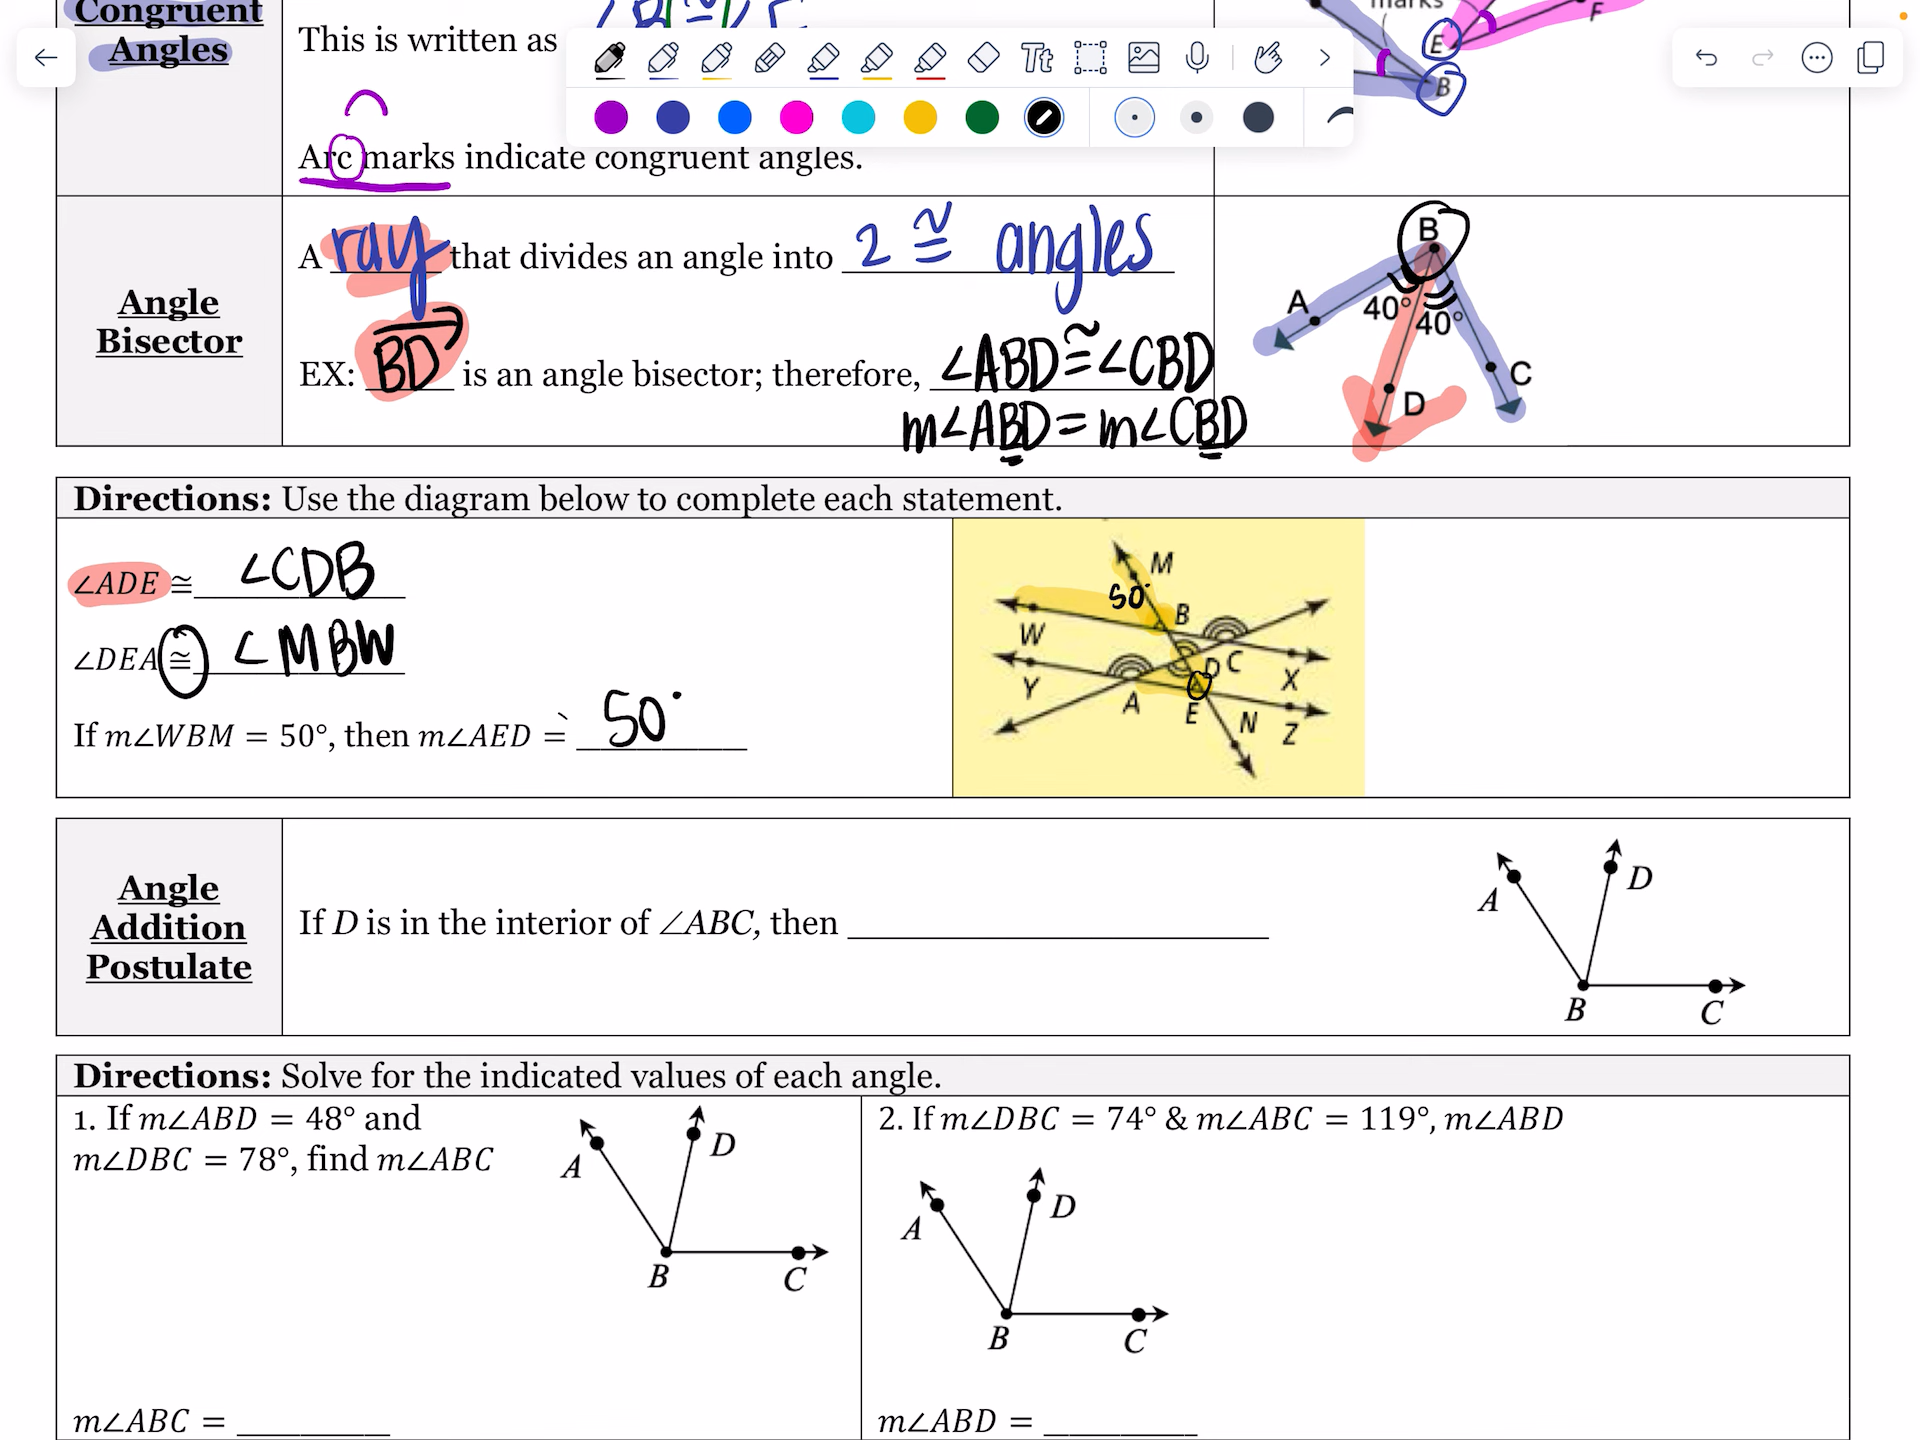 Congruent
Angles
This is written as
Tt
Arc marks indicate congruent angles.
marks
F
E
B
Angle
Bisector
A ray that divides an angle into 2 ≅ angles
EX: BD is an angle bisector; therefore, ∠ABD ≅ ∠CBD
m∠ABD = m∠CBD
B
A
40°
40°
C
D
Directions: Use the diagram below to complete each statement.
∠ADE ≅ ∠CDB
∠DEA ≅ ∠MBW
If m∠WBM = 50°, then m∠AED = 50°
M
50°
B
W
D C
Y
X
A
E
N
Z
Angle
Addition
Postulate
If D is in the interior of ∠ABC, then
A
D
B
C
Directions: Solve for the indicated values of each angle.
1. If m∠ABD = 48° and
m∠DBC = 78°, find m∠ABC
A
D
B
C
m∠ABC =
2. If m∠DBC = 74° & m∠ABC = 119°, m∠ABD
A
D
B
C
m∠ABD =